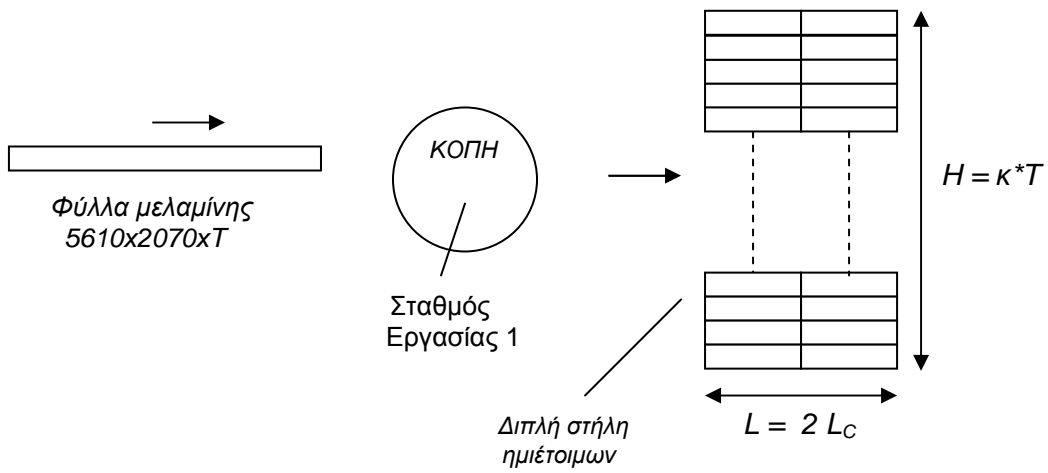 Φύλλα μελαμίνης
5610x2070xT
ΚΟΠΗ
Σταθμός
Εργασίας 1
Διπλή στήλη
ημιέτοιμων
L = 2 L_C
H = κ*T